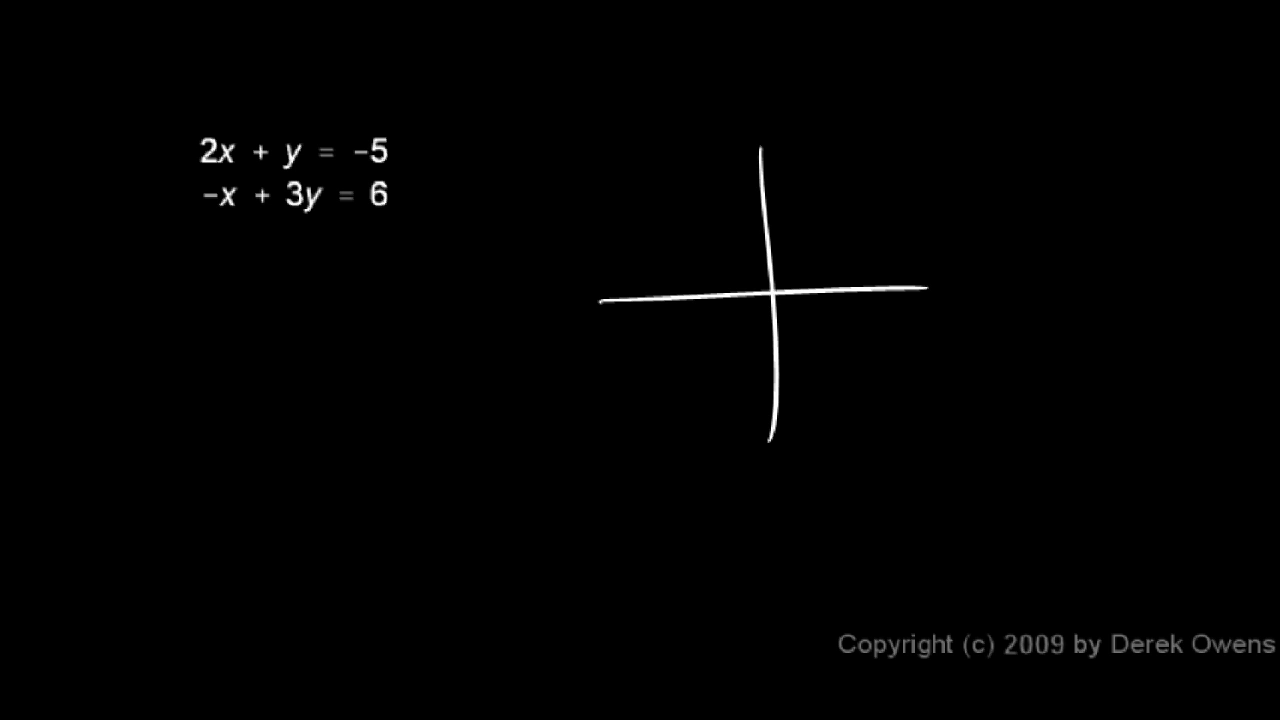 2x + y = -5
-x + 3y = 6
Copyright (c) 2009 by Derek Owens